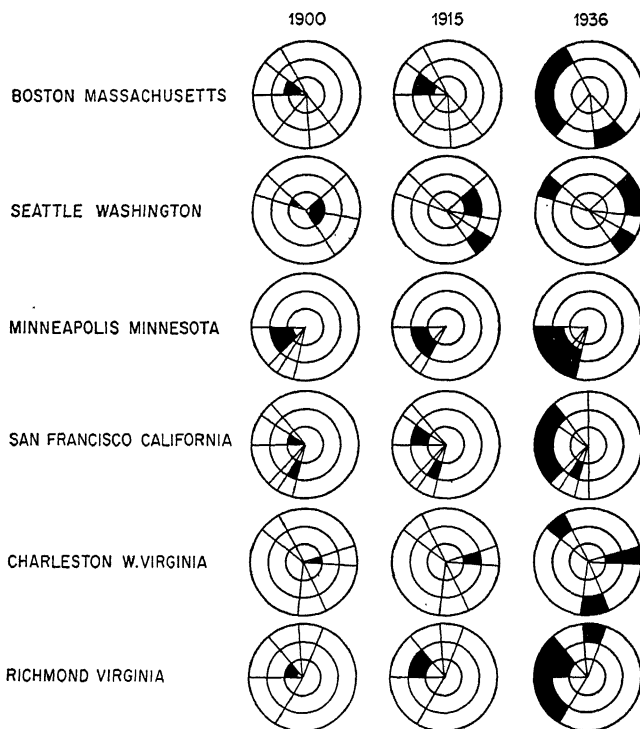 1900 1915 1936
BOSTON MASSACHUSETTS
SEATTLE WASHINGTON
MINNEAPOLIS MINNESOTA
SAN FRANCISCO CALIFORNIA
CHARLESTON W.VIRGINIA
RICHMOND VIRGINIA